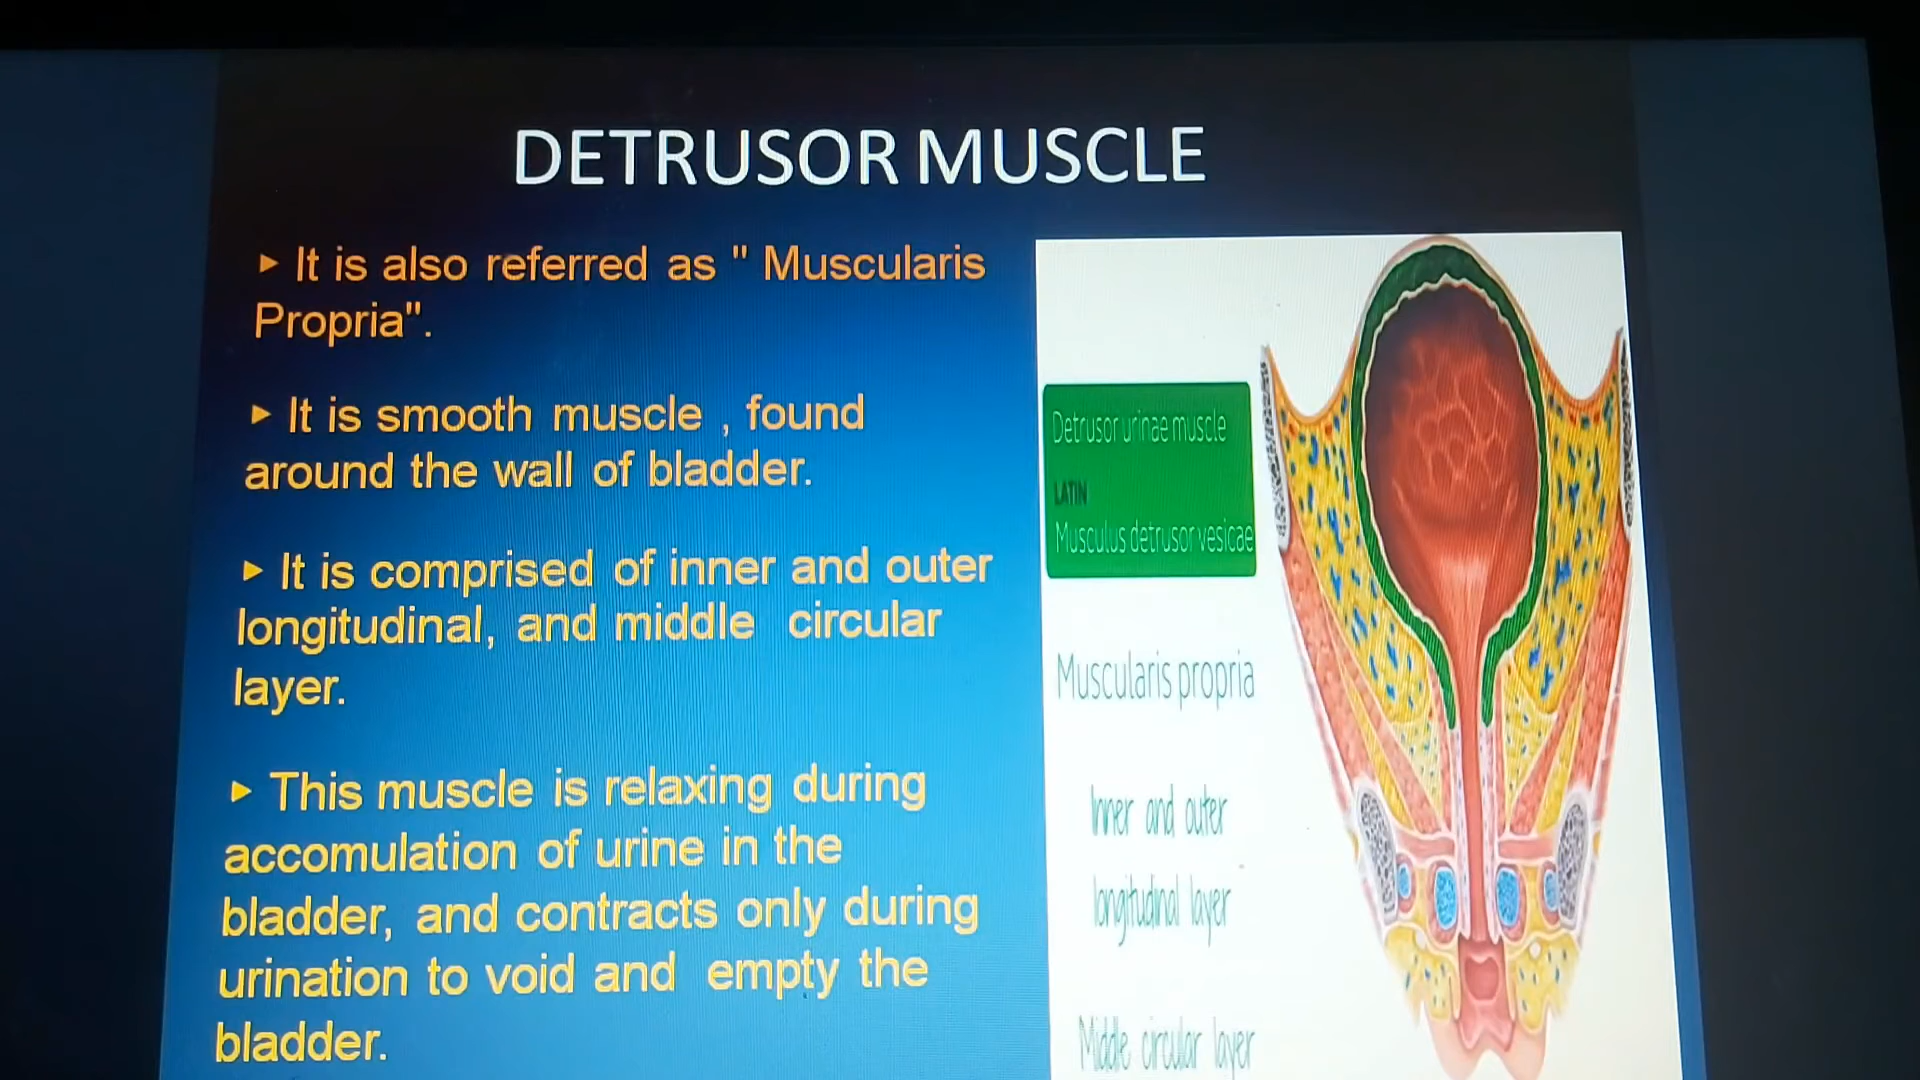 DETRUSOR MUSCLE
► It is also referred as " Muscularis
Propria".
► It is smooth muscle , found
around the wall of bladder.
► It is comprised of inner and outer
longitudinal, and middle circular
layer.
► This muscle is relaxing during
accomulation of urine in the
bladder, and contracts only during
urination to void and empty the
bladder.
Detrusor urinae muscle
LATIN
Musculus detrusor vesicae
Muscularis propria
Inner and outer
longitudinal layer
Middle circular layer